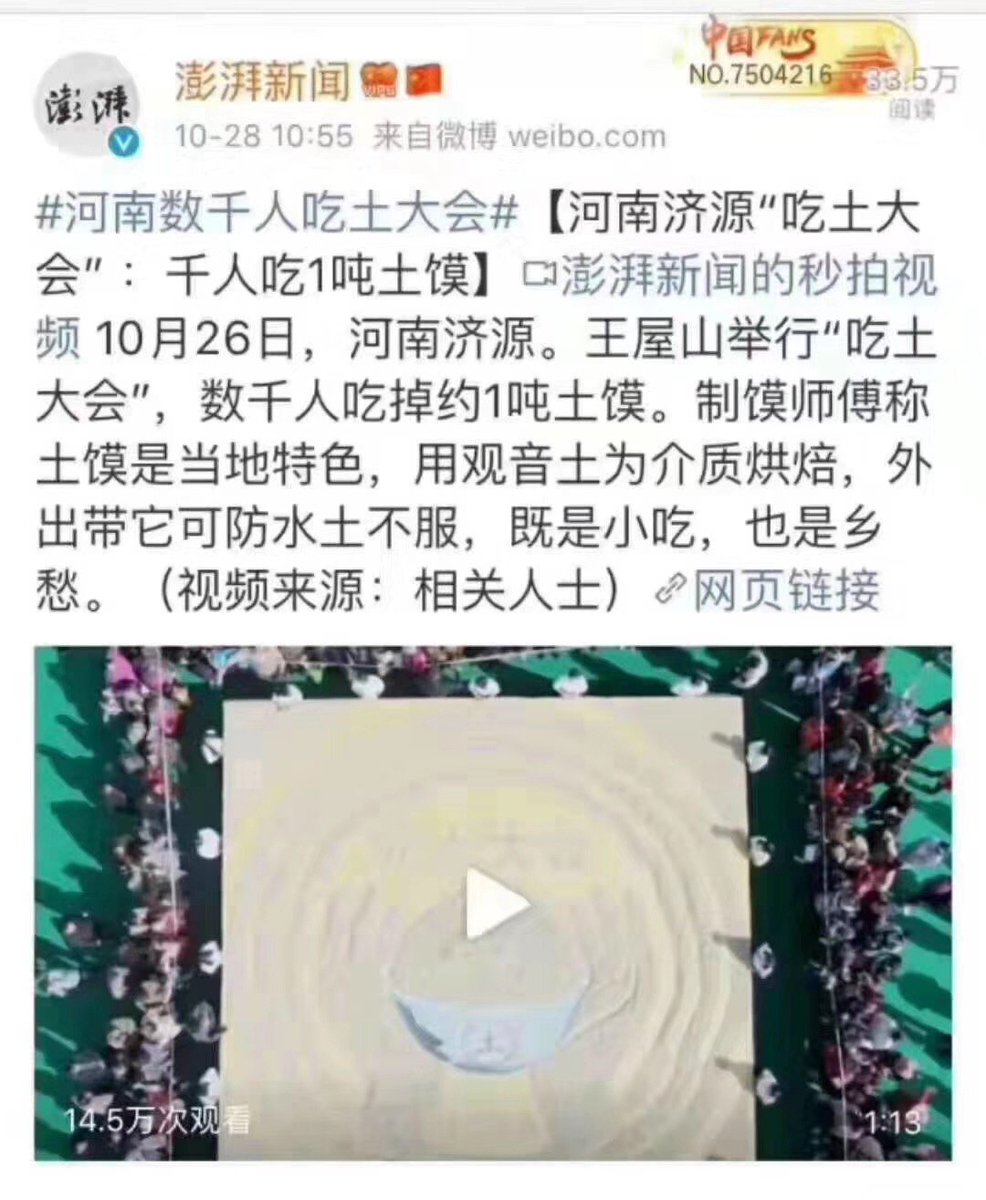 澎湃
澎湃新闻
中国FANS
NO.7504216
33.5万
阅读
10-28 10:55 来自微博 weibo.com
#河南数千人吃土大会#【河南济源“吃土大
会”：千人吃1吨土馍】澎湃新闻的秒拍视
频 10月26日，河南济源。王屋山举行“吃土
大会”，数千人吃掉约1吨土馍。制馍师傅称
土馍是当地特色，用观音土为介质烘焙，外
出带它可防水土不服，既是小吃，也是乡
愁。（视频来源：相关人士）网页链接
土
14.5万次观看
1:13